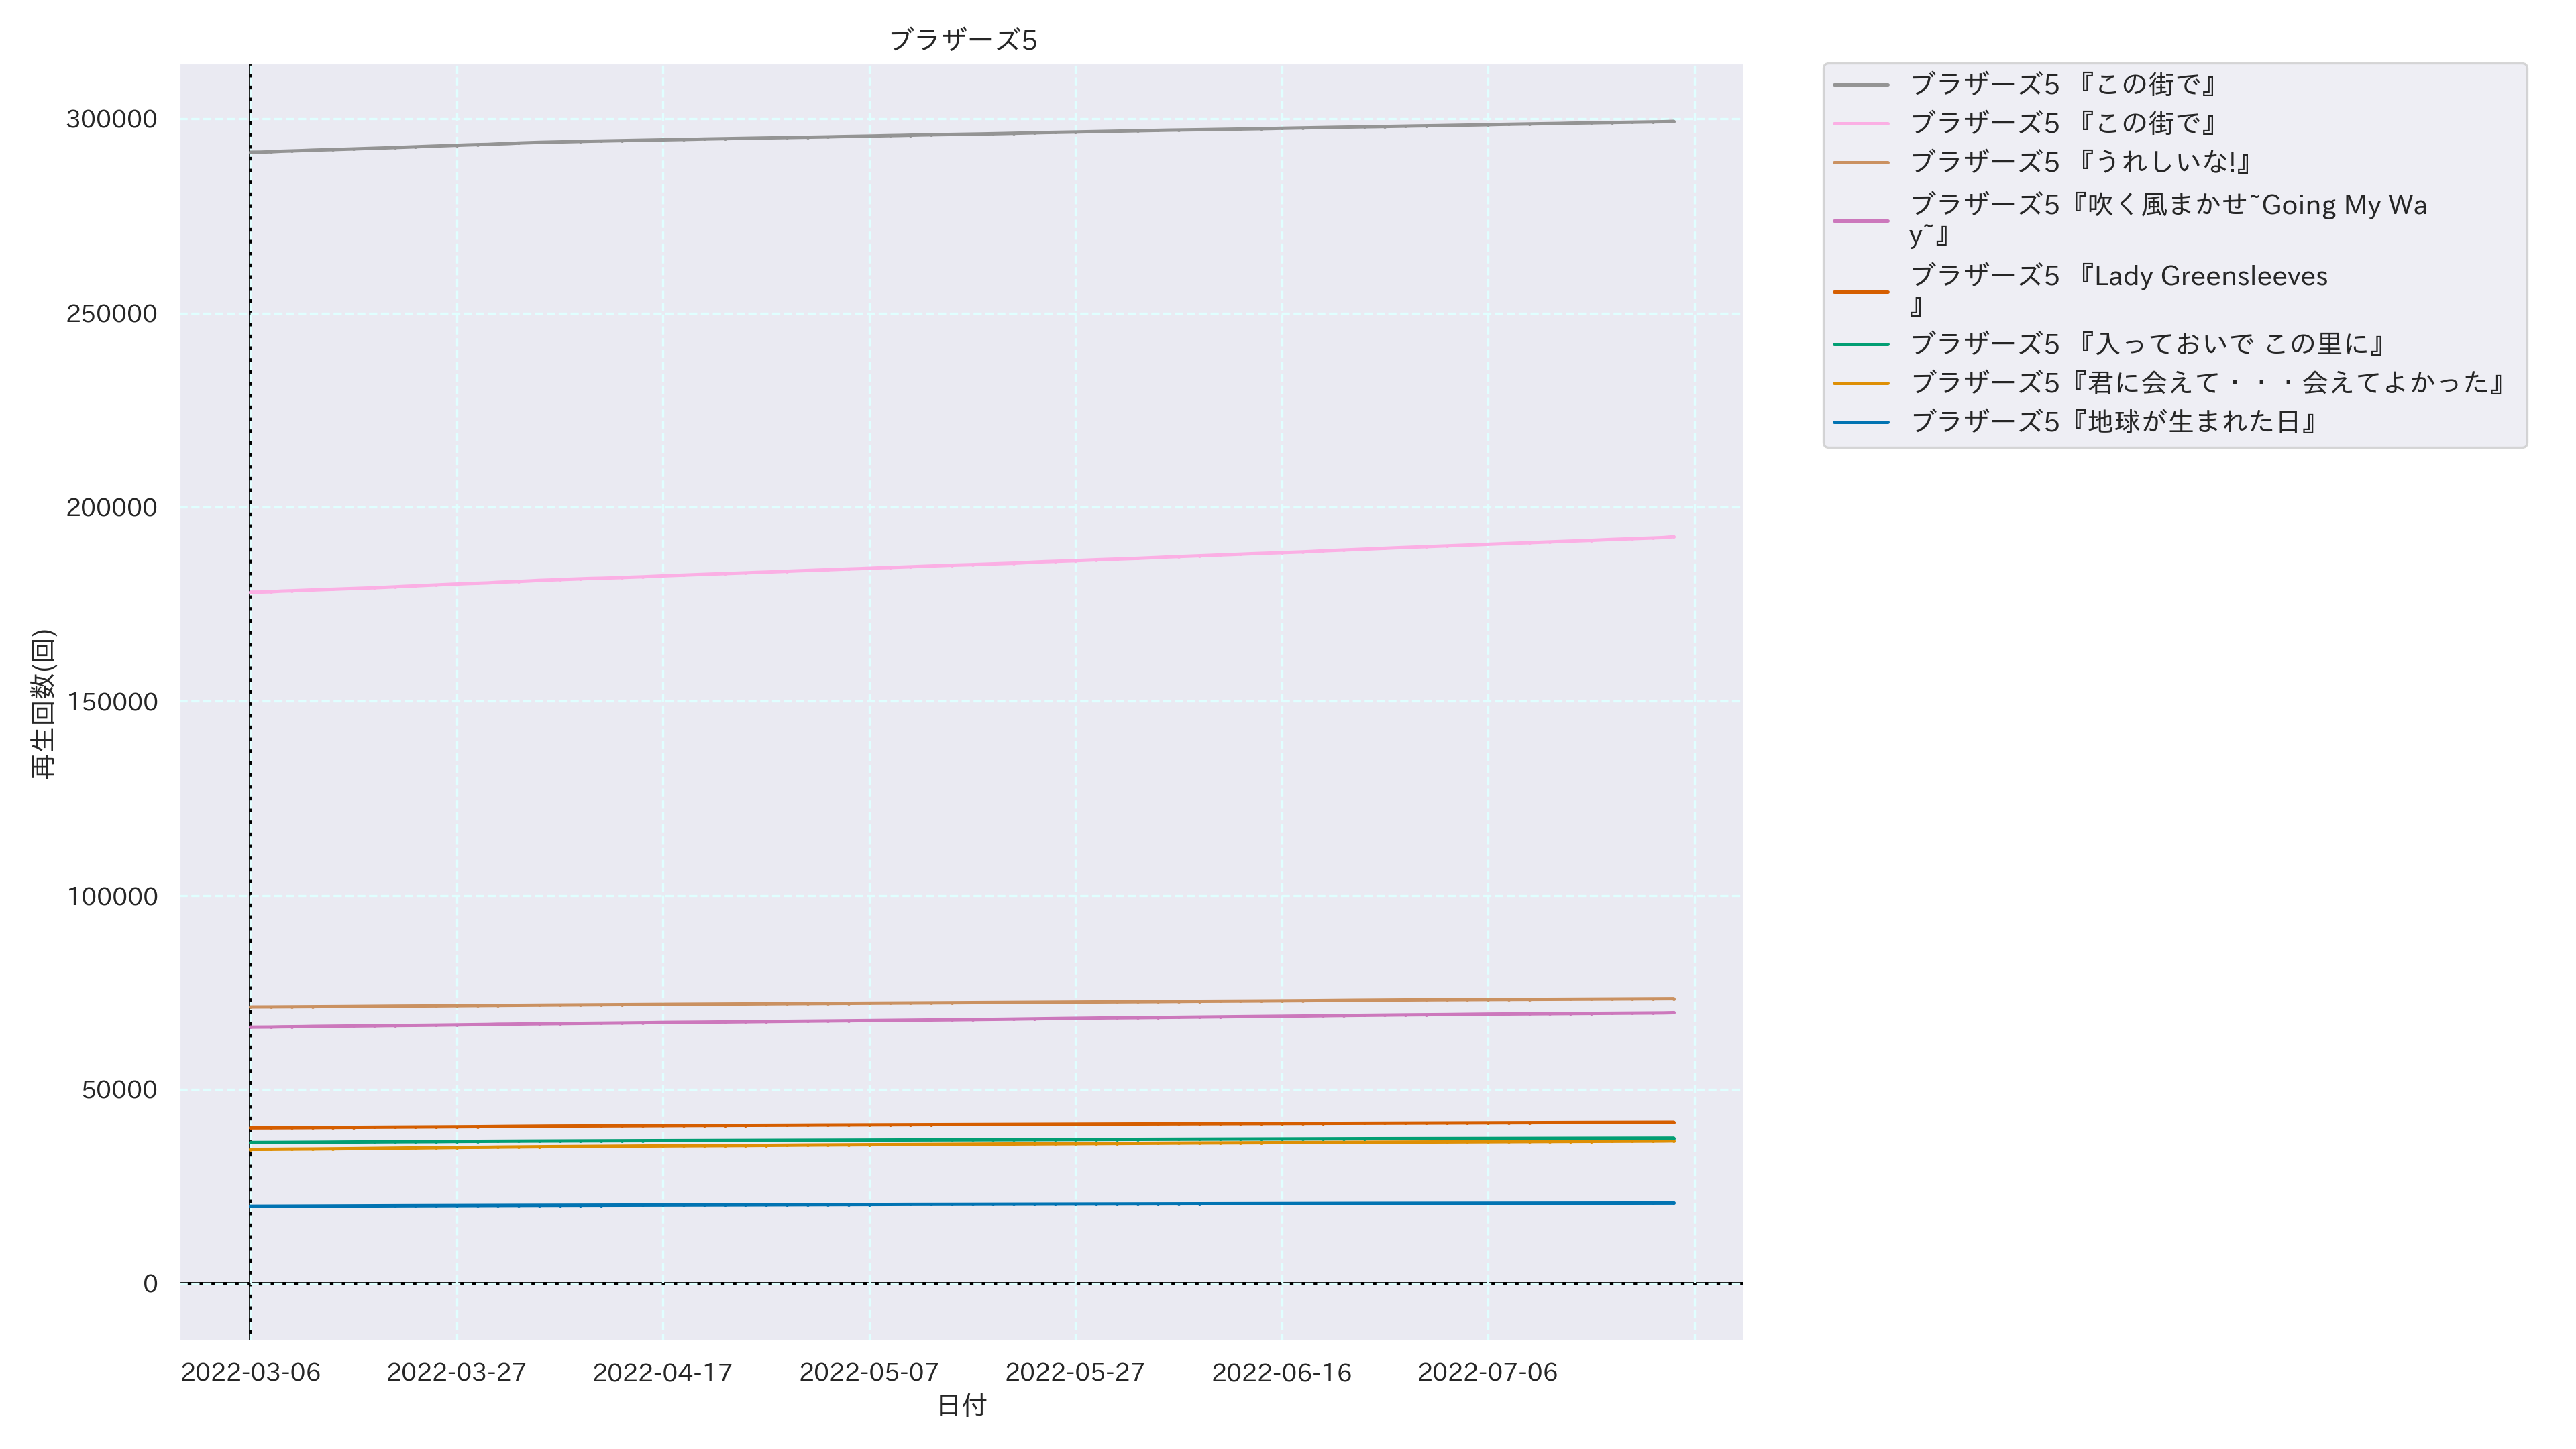 ブラザーズ5
300000
250000
200000
150000
100000
50000
0
再生回数(回)
2022-03-06
2022-03-27
2022-04-17
2022-05-07
2022-05-27
2022-06-16
2022-07-06
日付
ブラザーズ5 『この街で』
ブラザーズ5 『この街で』
ブラザーズ5 『うれしいな!』
ブラザーズ5『吹く風まかせ~Going My Wa
y~』
ブラザーズ5 『Lady Greensleeves
』
ブラザーズ5 『入っておいで この里に』
ブラザーズ5『君に会えて・・・会えてよかった』
ブラザーズ5『地球が生まれた日』